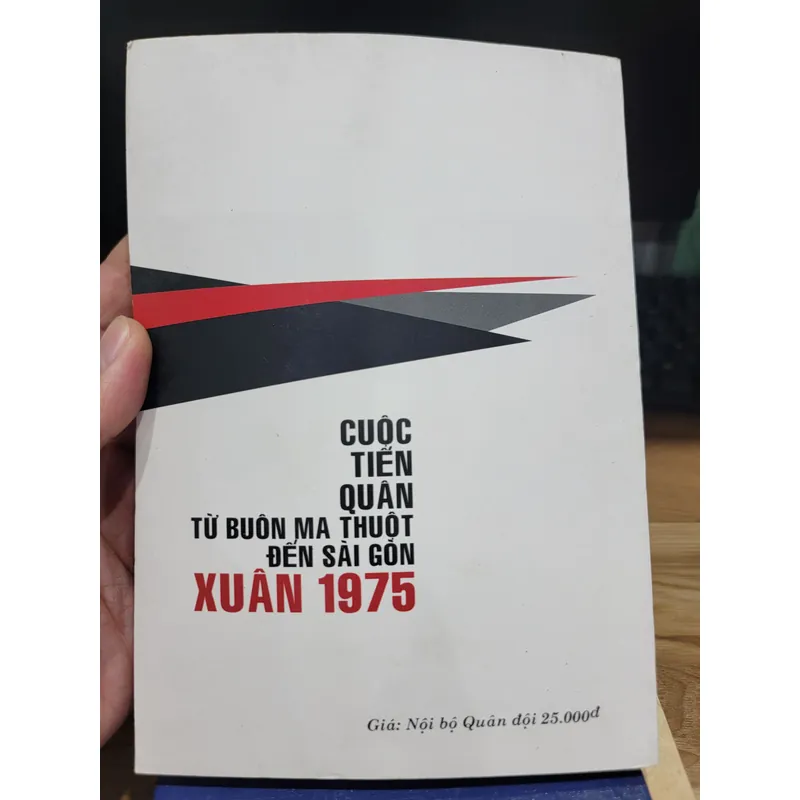 CUỘC
TIẾN
QUÂN
TỪ BUÔN MA THUỘT
ĐẾN SÀI GÒN
XUÂN 1975
Giá: Nội bộ Quân đội 25.000đ